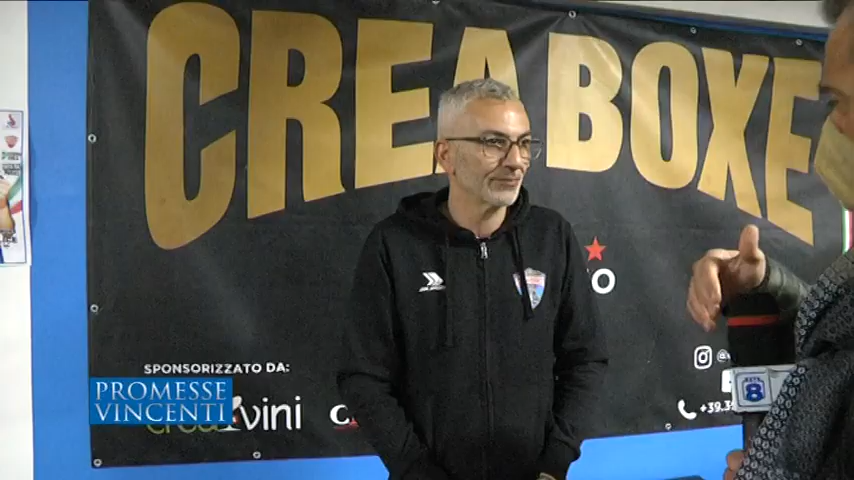 CREABOXE
SPONSORIZZATO DA:
PROMESSE
VINCENTI
vini
8